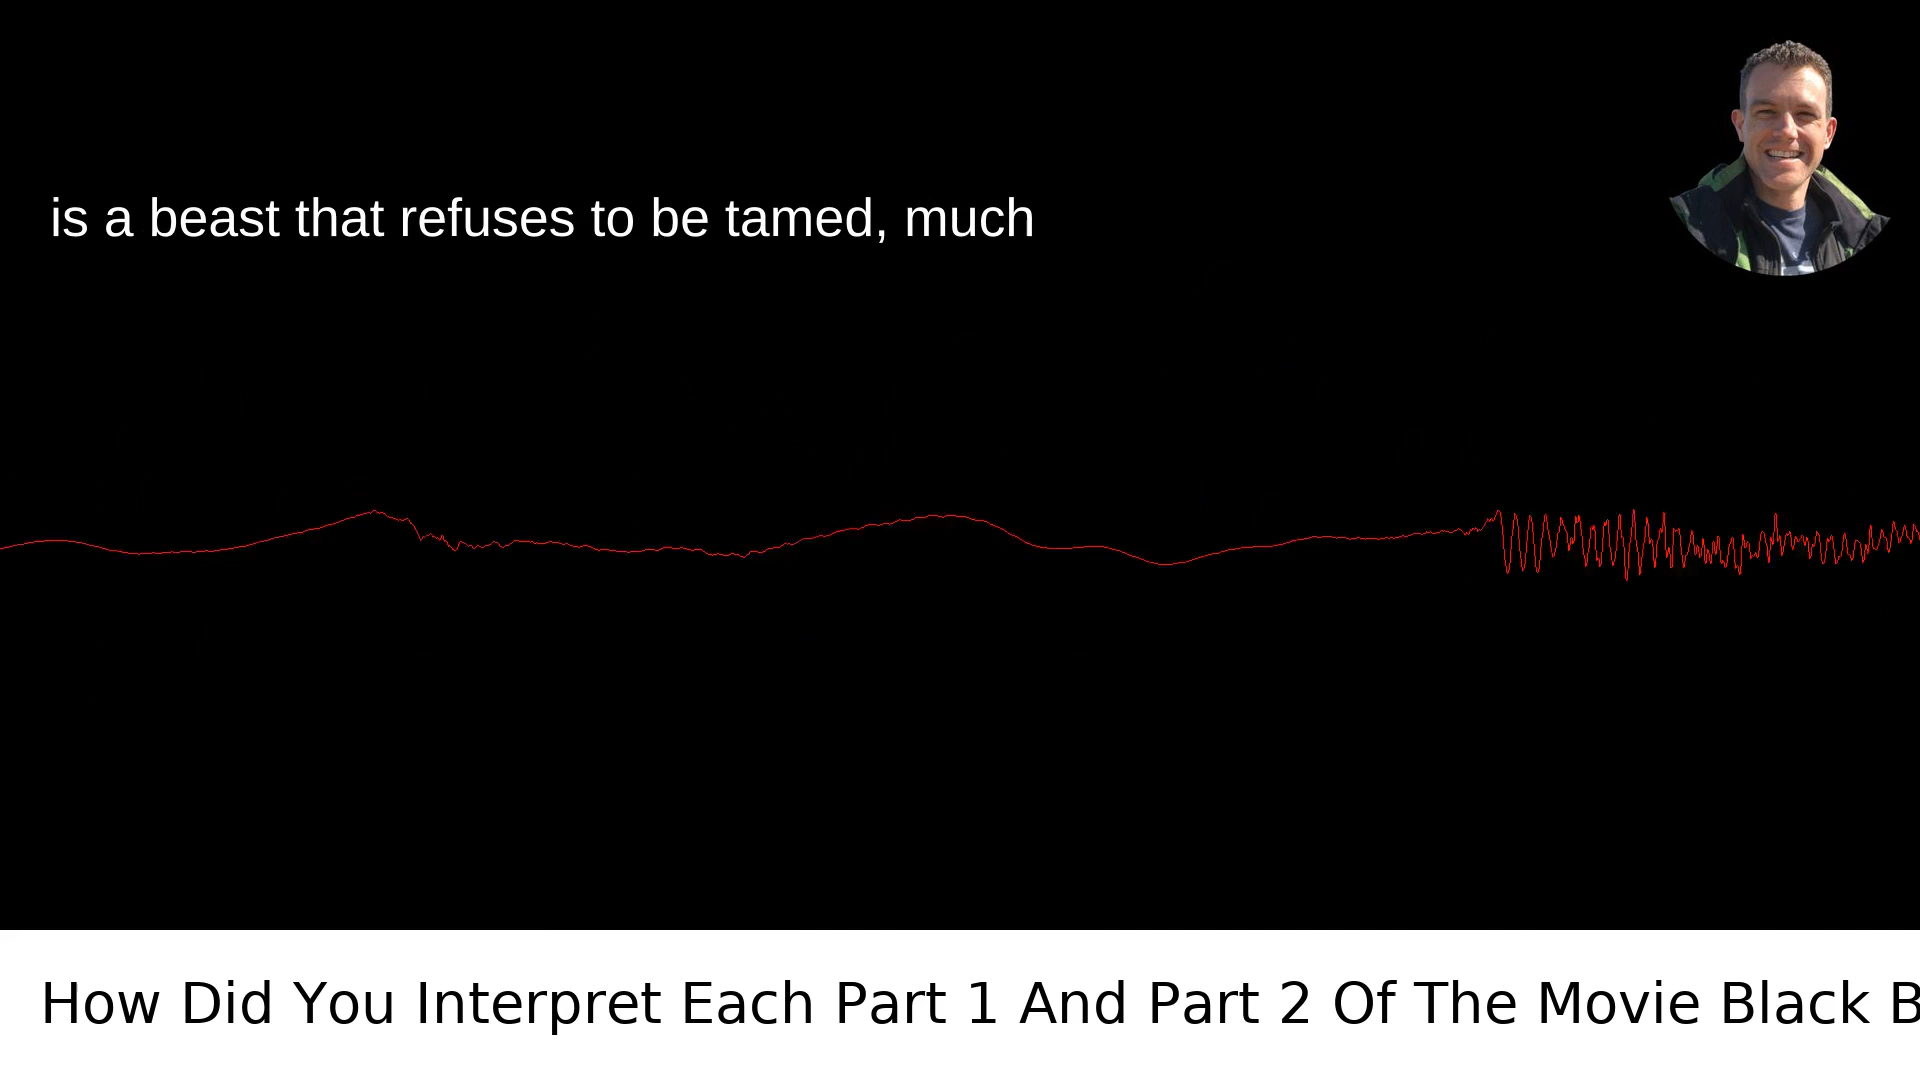 is a beast that refuses to be tamed, much
How Did You Interpret Each Part 1 And Part 2 Of The Movie Black B